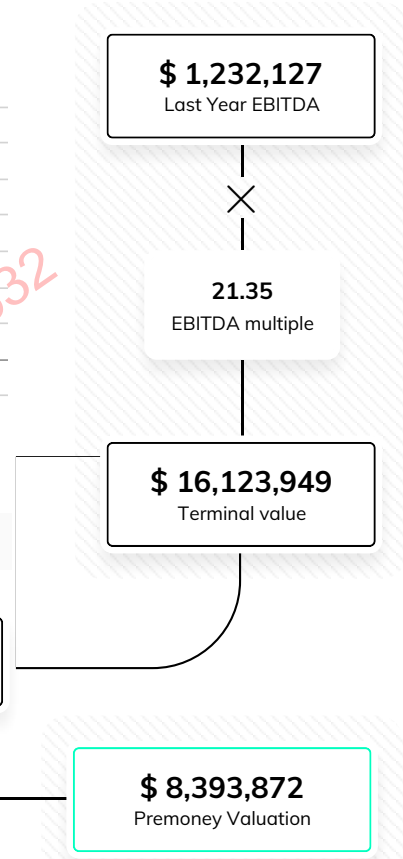 $ 1,232,127
Last Year EBITDA
21.35
EBITDA multiple
$ 16,123,949
Terminal value
$ 8,393,872
Premoney Valuation